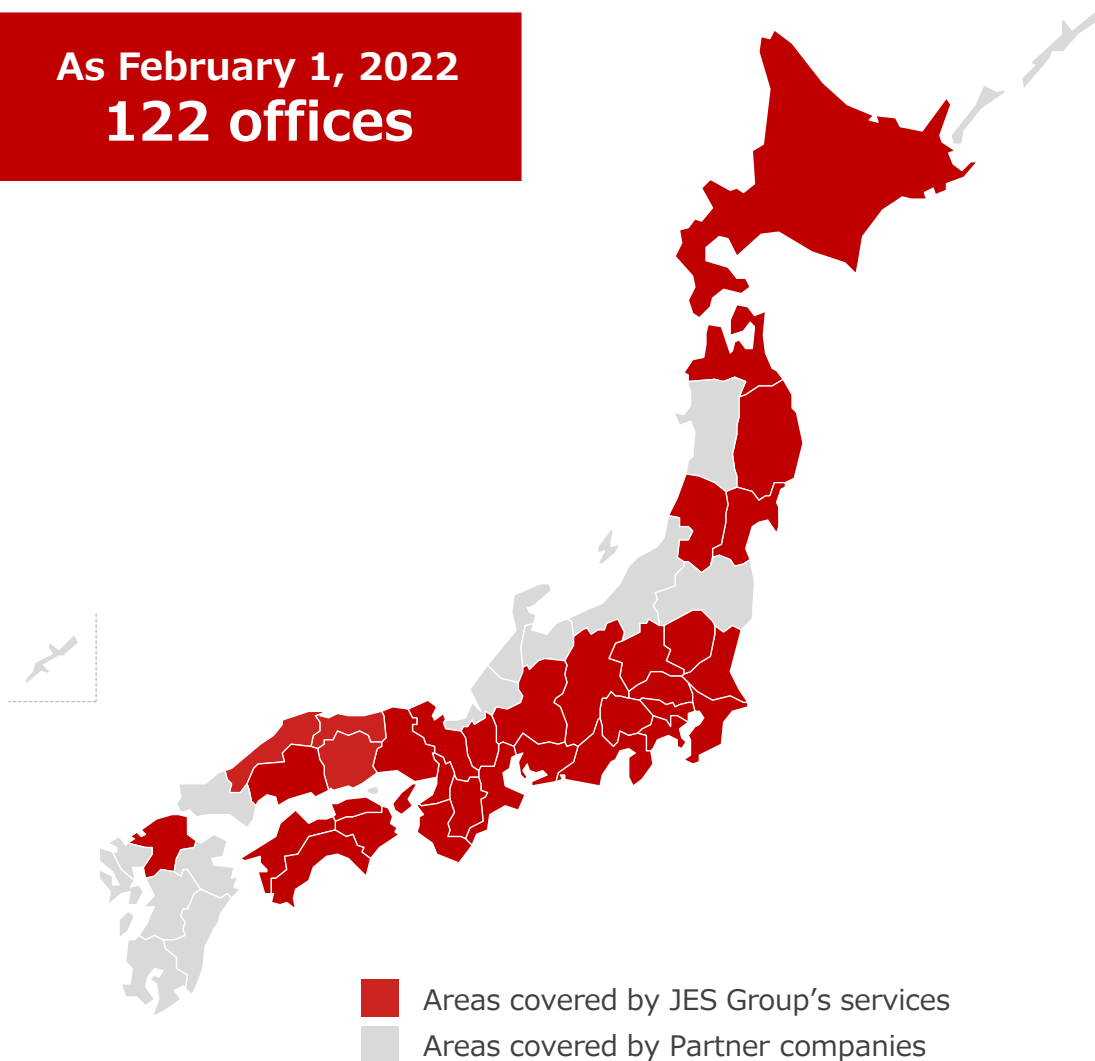 As February 1, 2022
122 offices
Areas covered by JES Group’s services
Areas covered by Partner companies